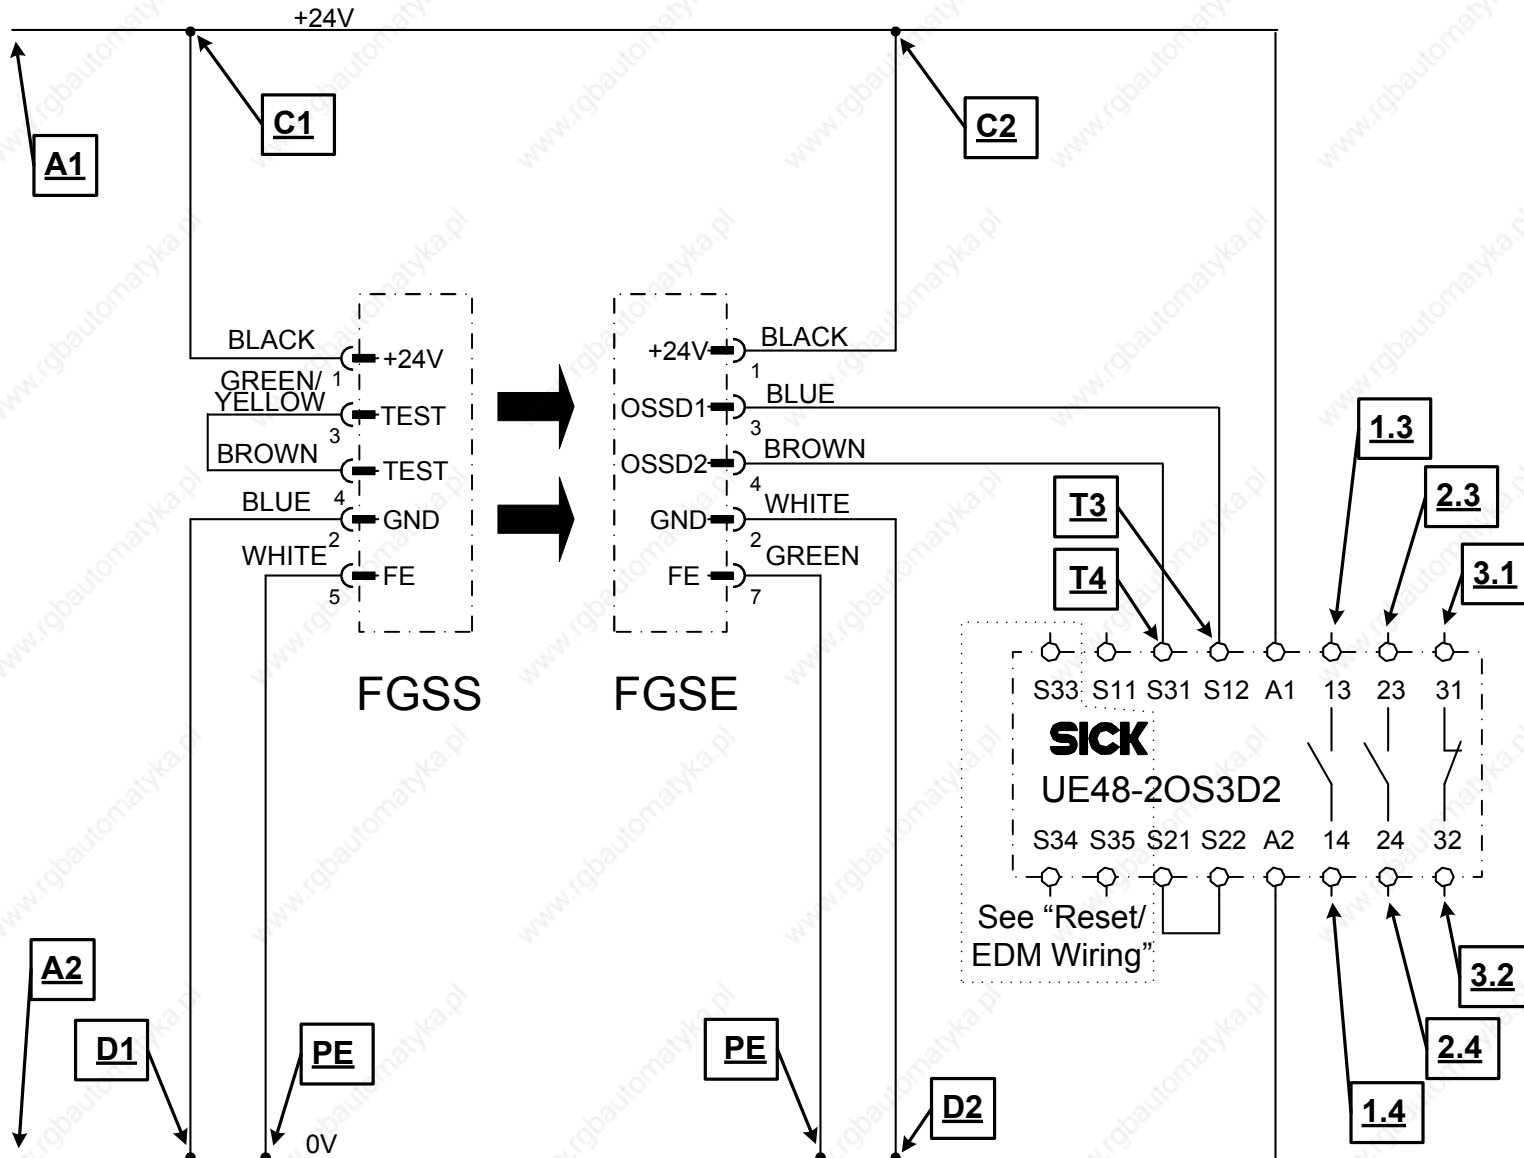 +24V
C1
C2
A1
BLACK
1
+24V
GREEN/
YELLOW
3
TEST
BROWN
4
TEST
BLUE
2
GND
WHITE
5
FE
FGSS
+24V
1
BLACK
OSSD1
3
BLUE
OSSD2
4
BROWN
GND
2
WHITE
FE
7
GREEN
FGSE
T3
T4
1.3
2.3
3.1
S33 S11 S31 S12 A1 13 23 31
SICK
UE48-2OS3D2
S34 S35 S21 S22 A2 14 24 32
See “Reset/
EDM Wiring”
A2
D1
PE
PE
D2
3.2
2.4
1.4
0V
www.rgbautomatyka.pl